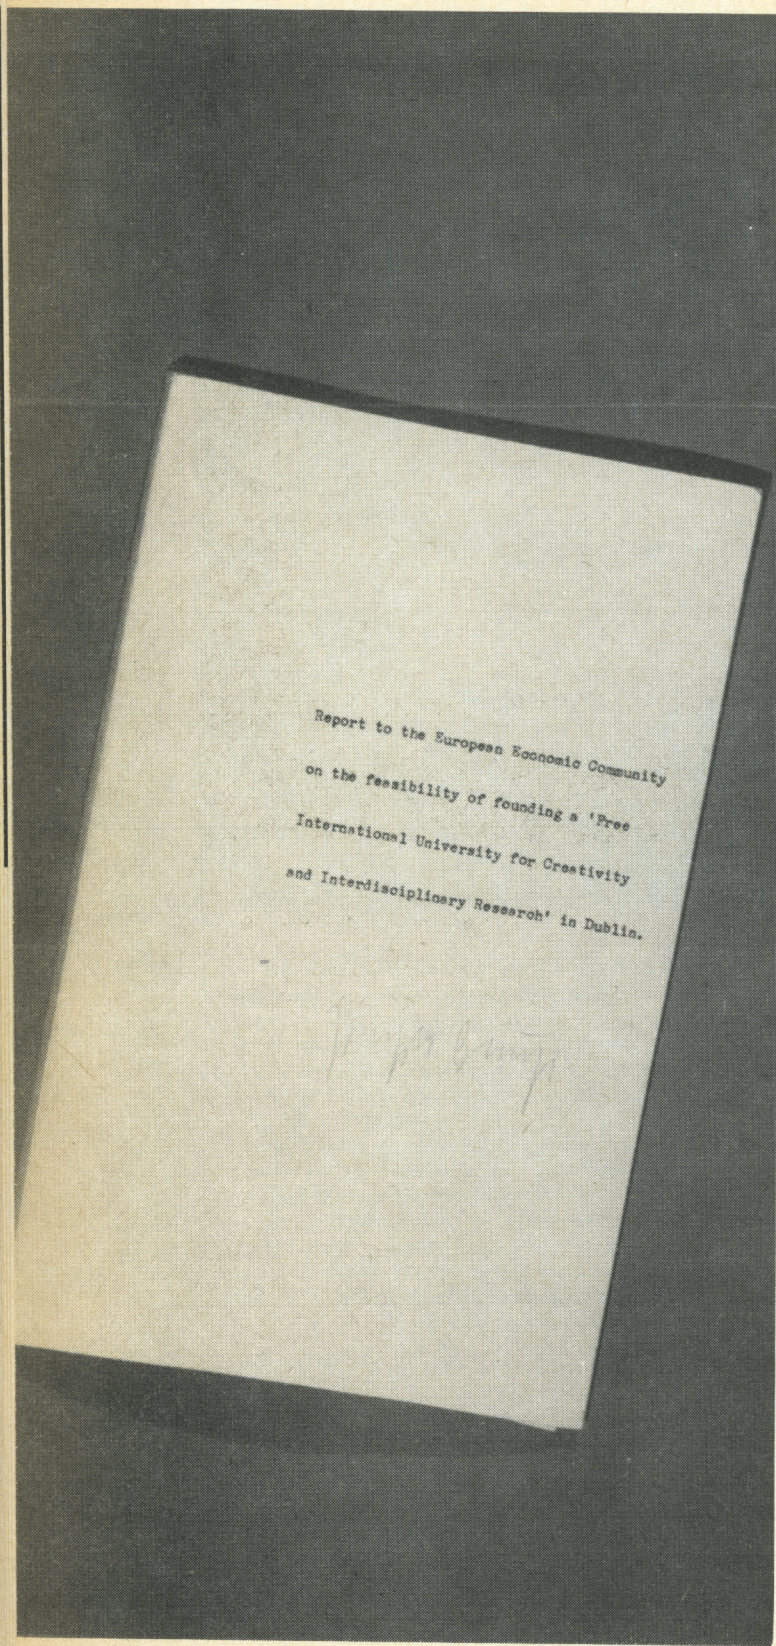 Report to the European Economic Community
on the feasibility of founding a 'Free
International University for Creativity
and Interdisciplinary Research' in Dublin.